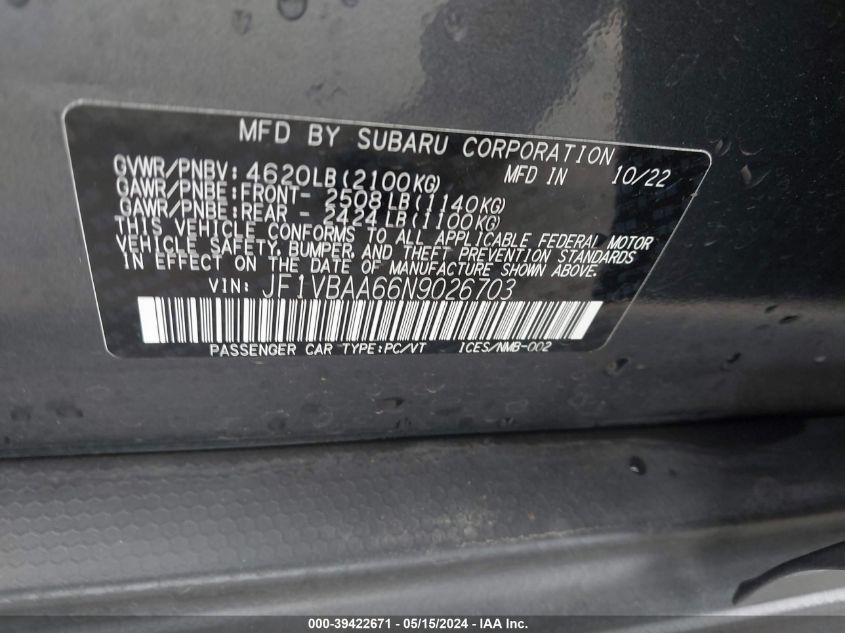 MFD BY SUBARU CORPORATION
GVWR/PNBV: 4620LB(2100KG) MFD IN 10/22
GAWR/PNBE:FRONT- 2508LB(1140KG)
GAWR/PNBE:REAR - 2424LB(1100KG)
THIS VEHICLE CONFORMS TO ALL APPLICABLE FEDERAL MOTOR
VEHICLE SAFETY, BUMPER, AND THEFT PREVENTION STANDARDS
IN EFFECT ON THE DATE OF MANUFACTURE SHOWN ABOVE.
VIN: JF1VBAA66N9026703
PASSENGER CAR TYPE:PC/VT ICES/NMB-002
000-39422671 - 05/15/2024 - IAA Inc.